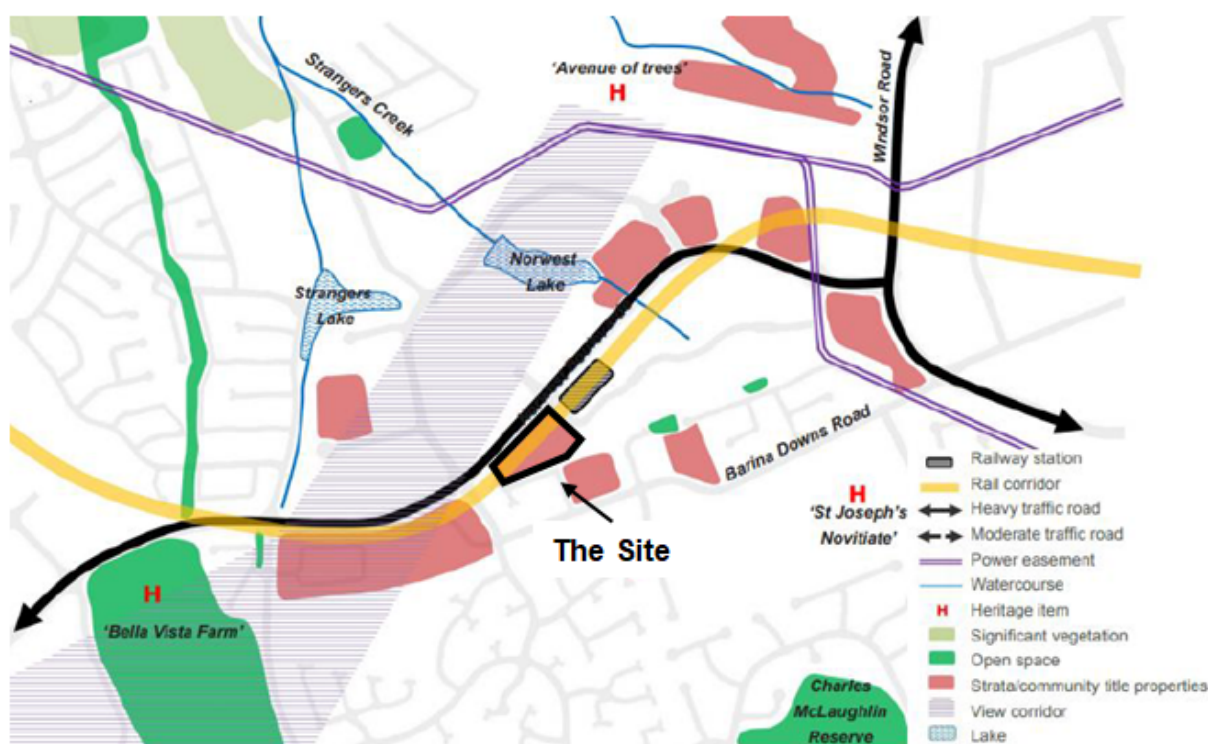 'Avenue of trees'
H
Strangers Creek
Windsor Road
Norwest
Lake
Strangers
Lake
Barina Downs Road
The Site
H
'St Joseph's
Novitiate'
H
'Bella Vista Farm'
Charles
McLaughlin
Reserve
Railway station
Rail corridor
Heavy traffic road
Moderate traffic road
Power easement
Watercourse
H Heritage item
Significant vegetation
Open space
Strata/community title properties
View corridor
Lake